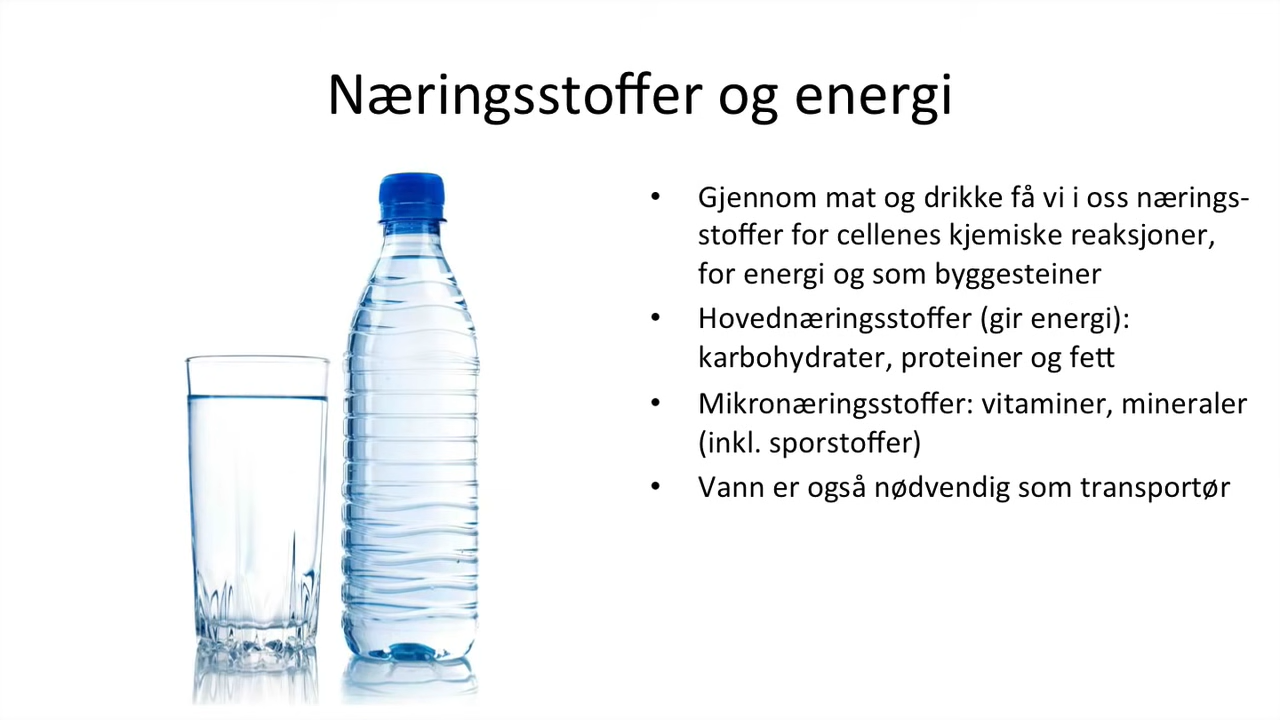 Næringsstoffer og energi
• Gjennom mat og drikke få vi i oss nærings-
stoffer for cellenes kjemiske reaksjoner,
for energi og som byggesteiner
• Hovednæringsstoffer (gir energi):
karbohydrater, proteiner og fett
• Mikronæringsstoffer: vitaminer, mineraler
(inkl. sporstoffer)
• Vann er også nødvendig som transportør